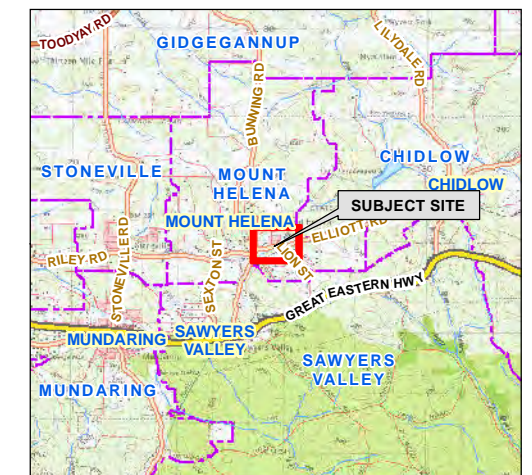 TOODYAY RD
GIDGEGANNUP
LILYDALE RD
BUNNING RD
STONEVILLE
MOUNT
HELENA
CHIDLOW
CHIDLOW
SUBJECT SITE
MOUNT HELENA
ELLIOTT RD
LION ST
STONEVILLE RD
RILEY RD
SEXTON ST
GREAT EASTERN HWY
MUNDARING
SAWYERS
VALLEY
SAWYERS
VALLEY
MUNDARING